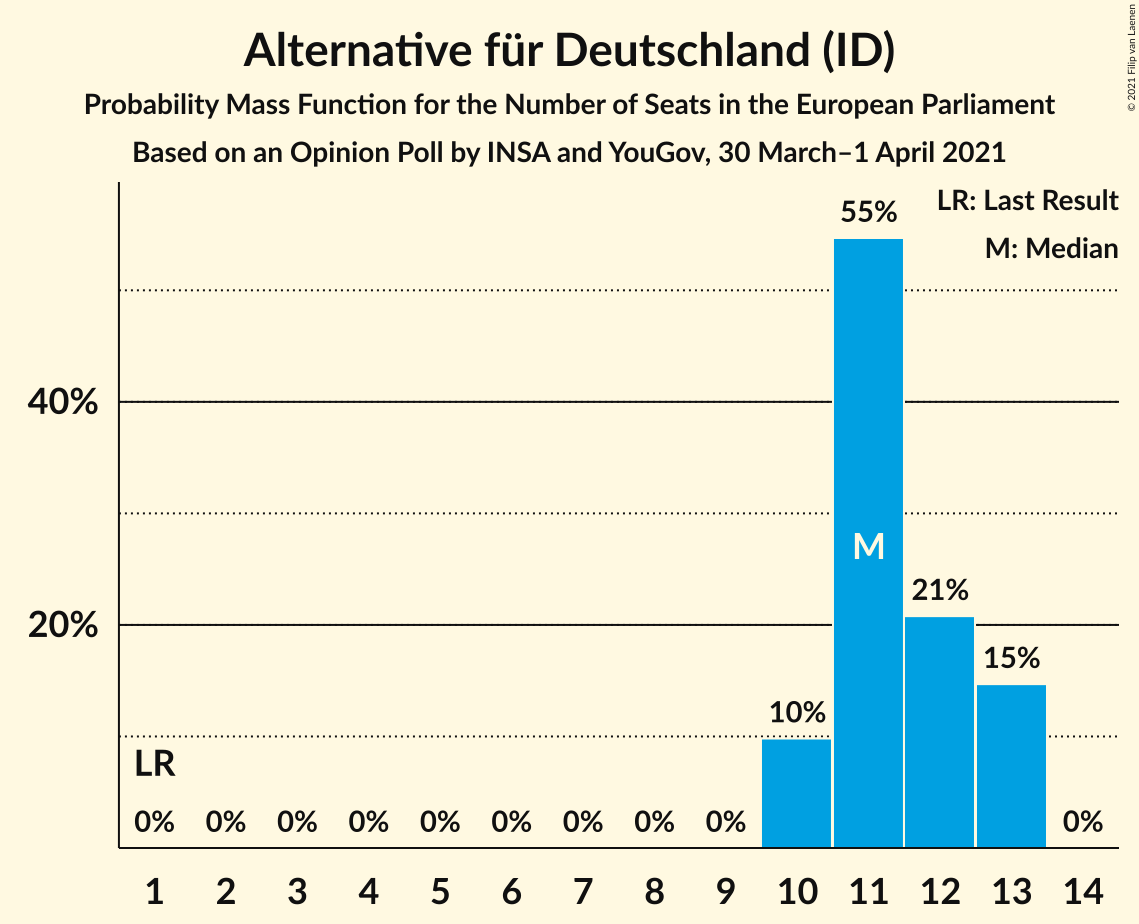 Alternative für Deutschland (ID)
Probability Mass Function for the Number of Seats in the European Parliament
Based on an Opinion Poll by INSA and YouGov, 30 March–1 April 2021
© 2021 Filip van Laenen
LR: Last Result
M: Median
55%
40%
M
21%
20%
15%
10%
LR
0% 0% 0% 0% 0% 0% 0% 0% 0% 0%
1 2 3 4 5 6 7 8 9 10 11 12 13 14